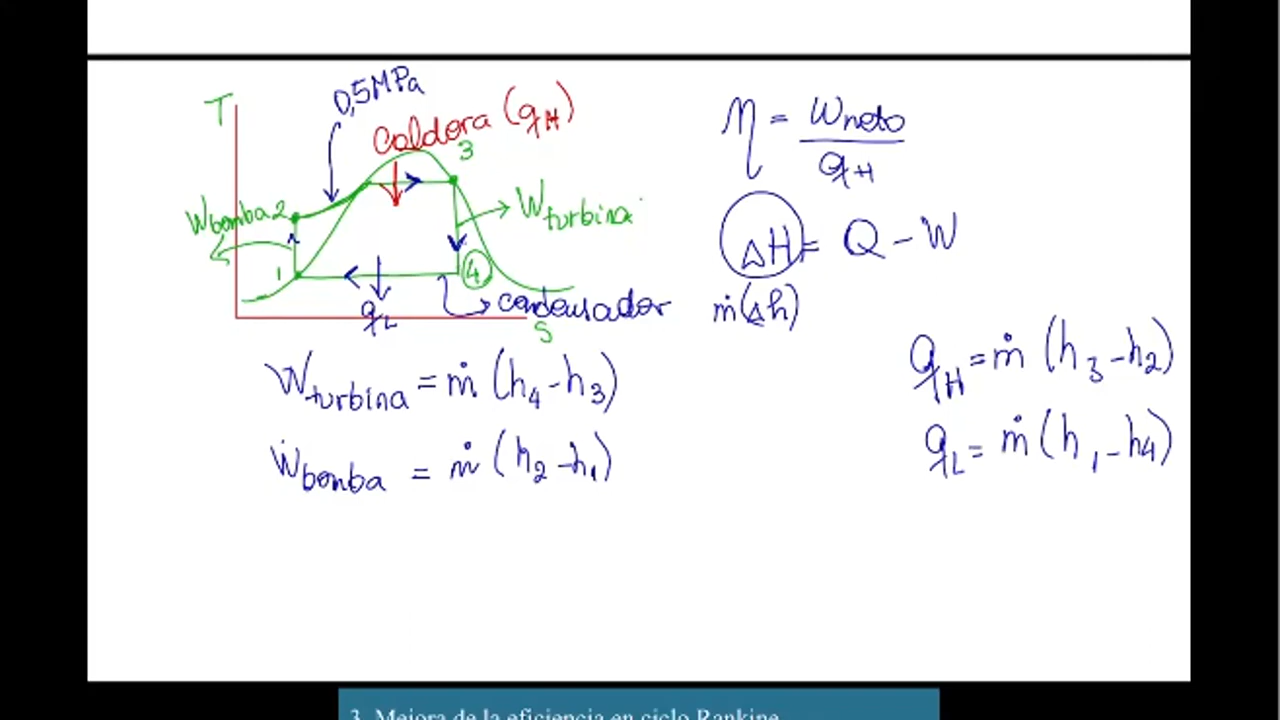 T
0,5MPa
Caldera (qH)
3
Wbomba 2
Wturbina
1
4
qL
condensador
S
η = Wneto / qH
ΔH = Q - W
ṁ(Δh)
Wturbina = ṁ (h4 - h3)
Ẇbomba = ṁ (h2 - h1)
qH = ṁ (h3 - h2)
qL = ṁ (h1 - h4)
3. Mejora de la eficiencia en ciclo Rankine